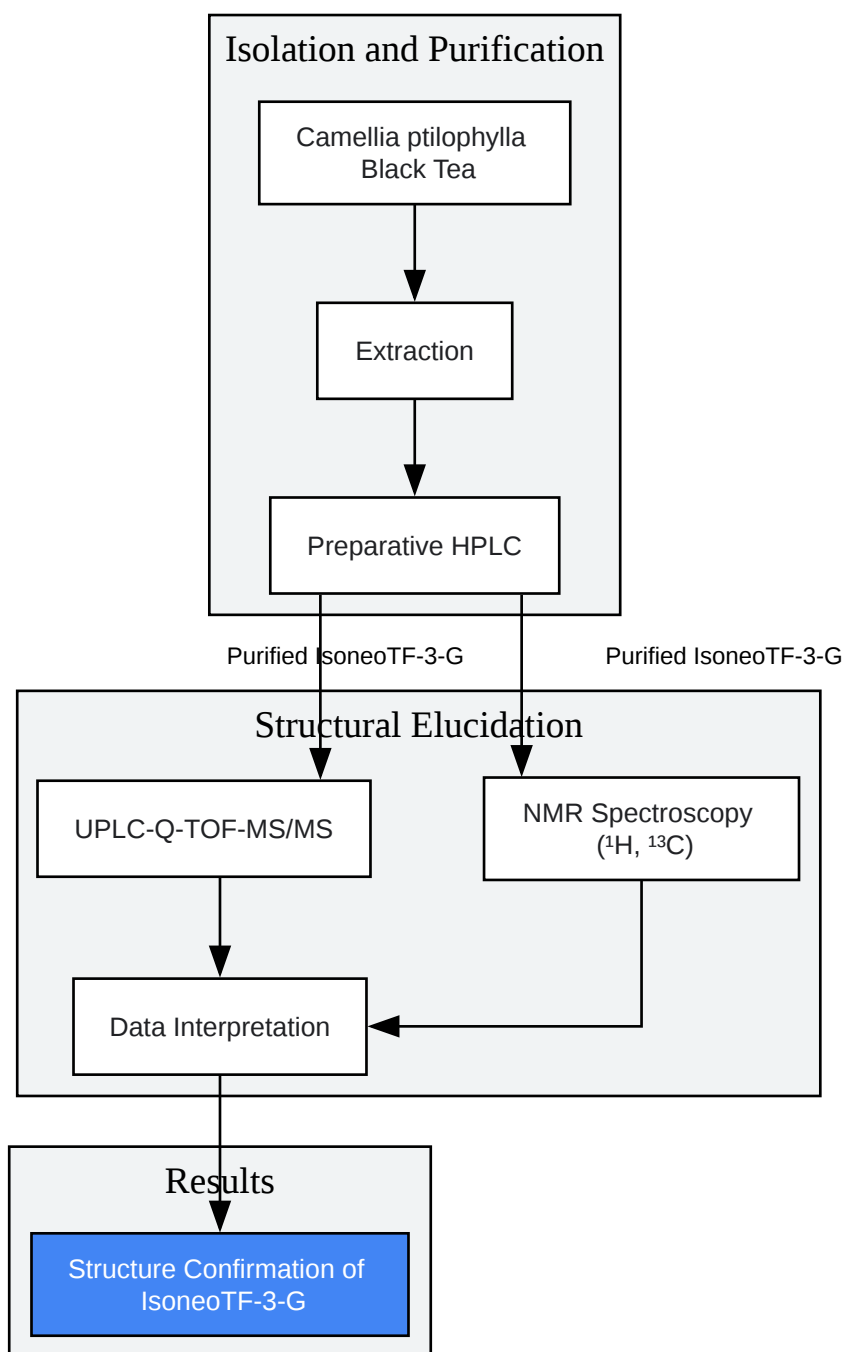 Isolation and Purification
Camellia ptilophylla
Black Tea
Extraction
Preparative HPLC
Purified IsoneoTF-3-G
Purified IsoneoTF-3-G
Structural Elucidation
UPLC-Q-TOF-MS/MS
NMR Spectroscopy
(¹H, ¹³C)
Data Interpretation
Results
Structure Confirmation of
IsoneoTF-3-G